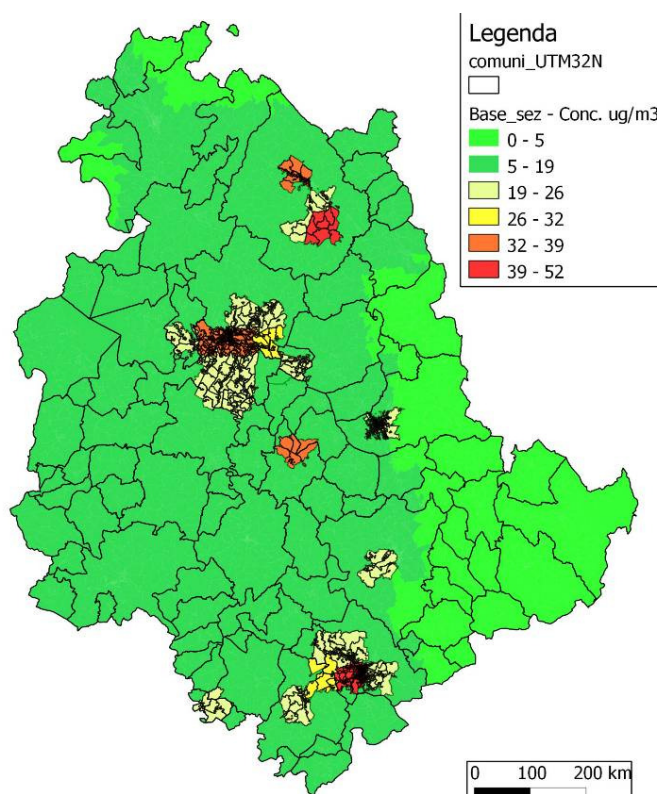 Legenda
comuni_UTM32N
Base_sez - Conc. ug/m3
0 - 5
5 - 19
19 - 26
26 - 32
32 - 39
39 - 52
0 100 200 km